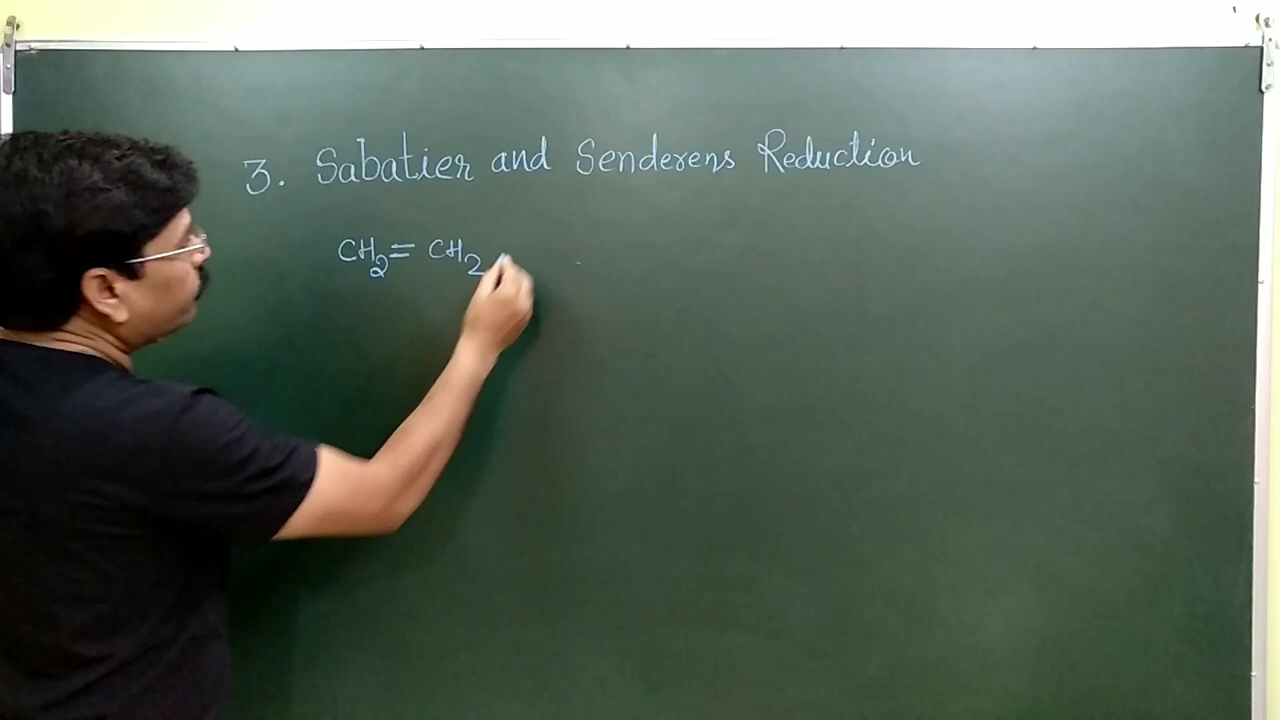 3. Sabatier and Senderens Reduction
CH₂ = CH₂